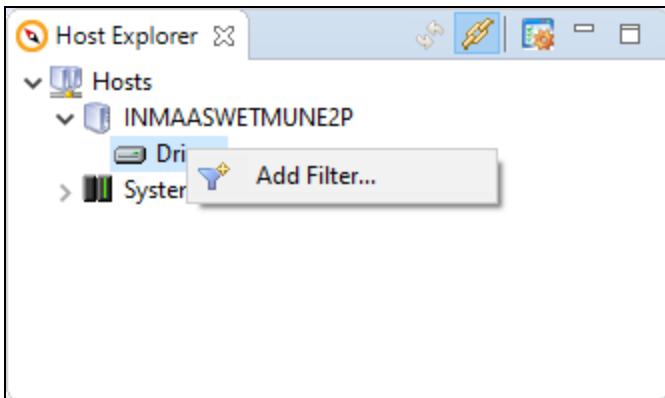 Host Explorer
Hosts
INMAASWETMUNE2P
Dri
Add Filter...
Syster